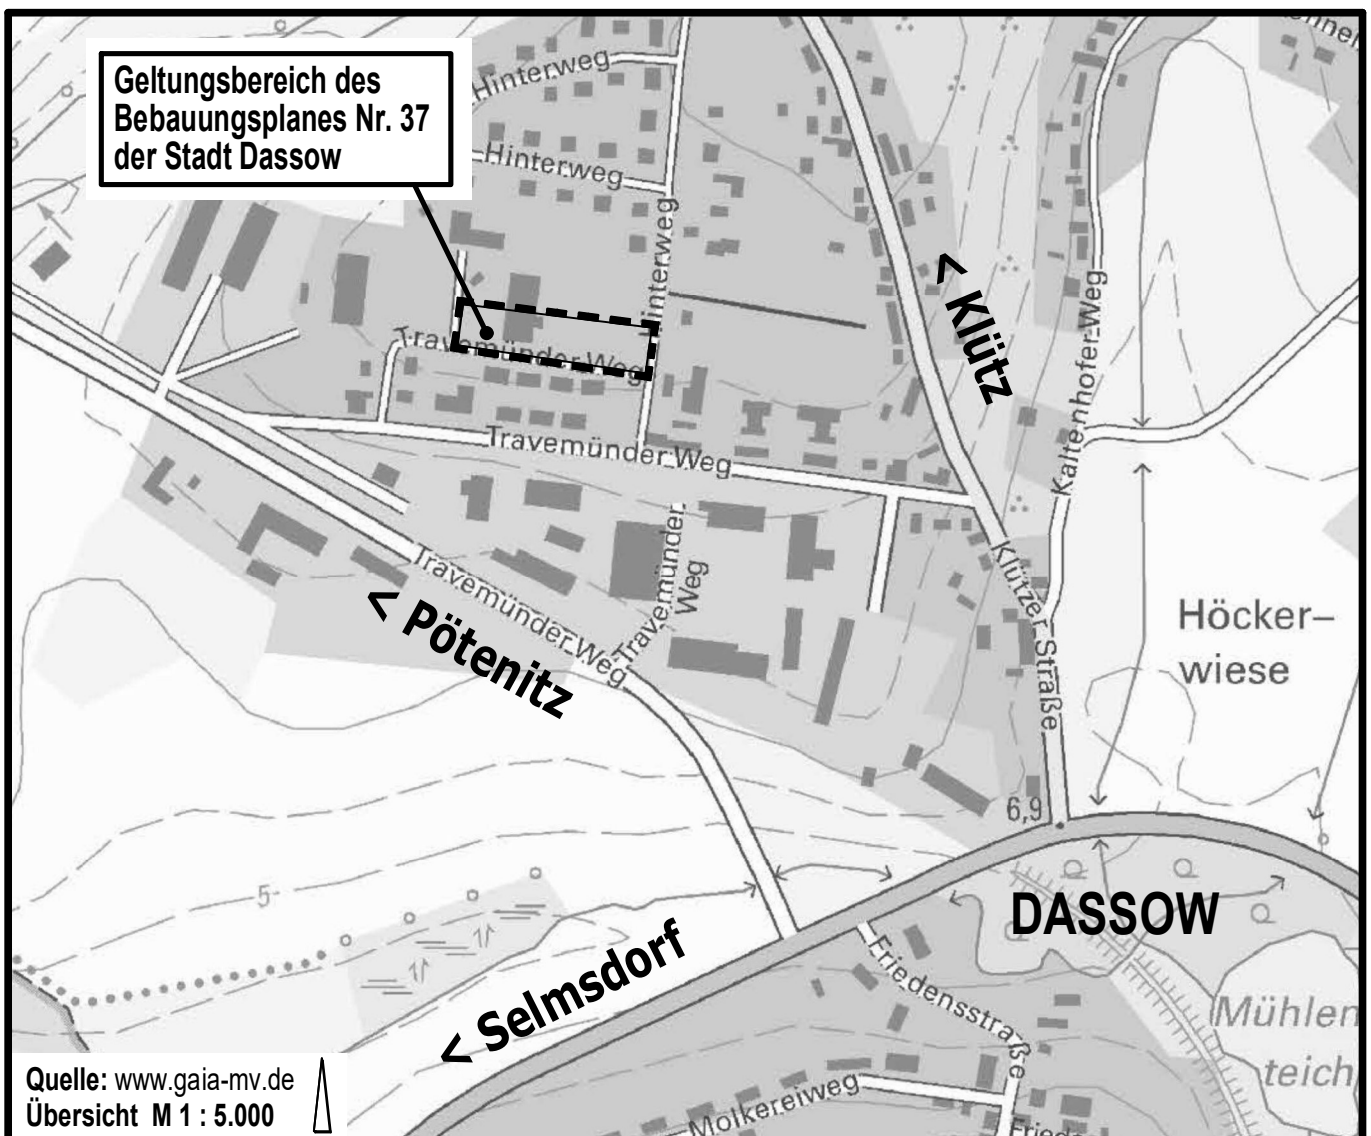 Geltungsbereich des
Bebauungsplanes Nr. 37
der Stadt Dassow
Hinterweg
Hinterweg
Hinterweg
< Klütz
Kaltenhofer-Weg
Travemünder Weg
Travemünder Weg
Travemünder
Weg
Travemünder Weg
< Pötenitz
Klützer Straße
Höcker–
wiese
6,9
5
DASSOW
< Selmsdorf
Friedensstraße
Mühlen
teich
Molkereiweg
Quelle: www.gaia-mv.de
Übersicht M 1 : 5.000